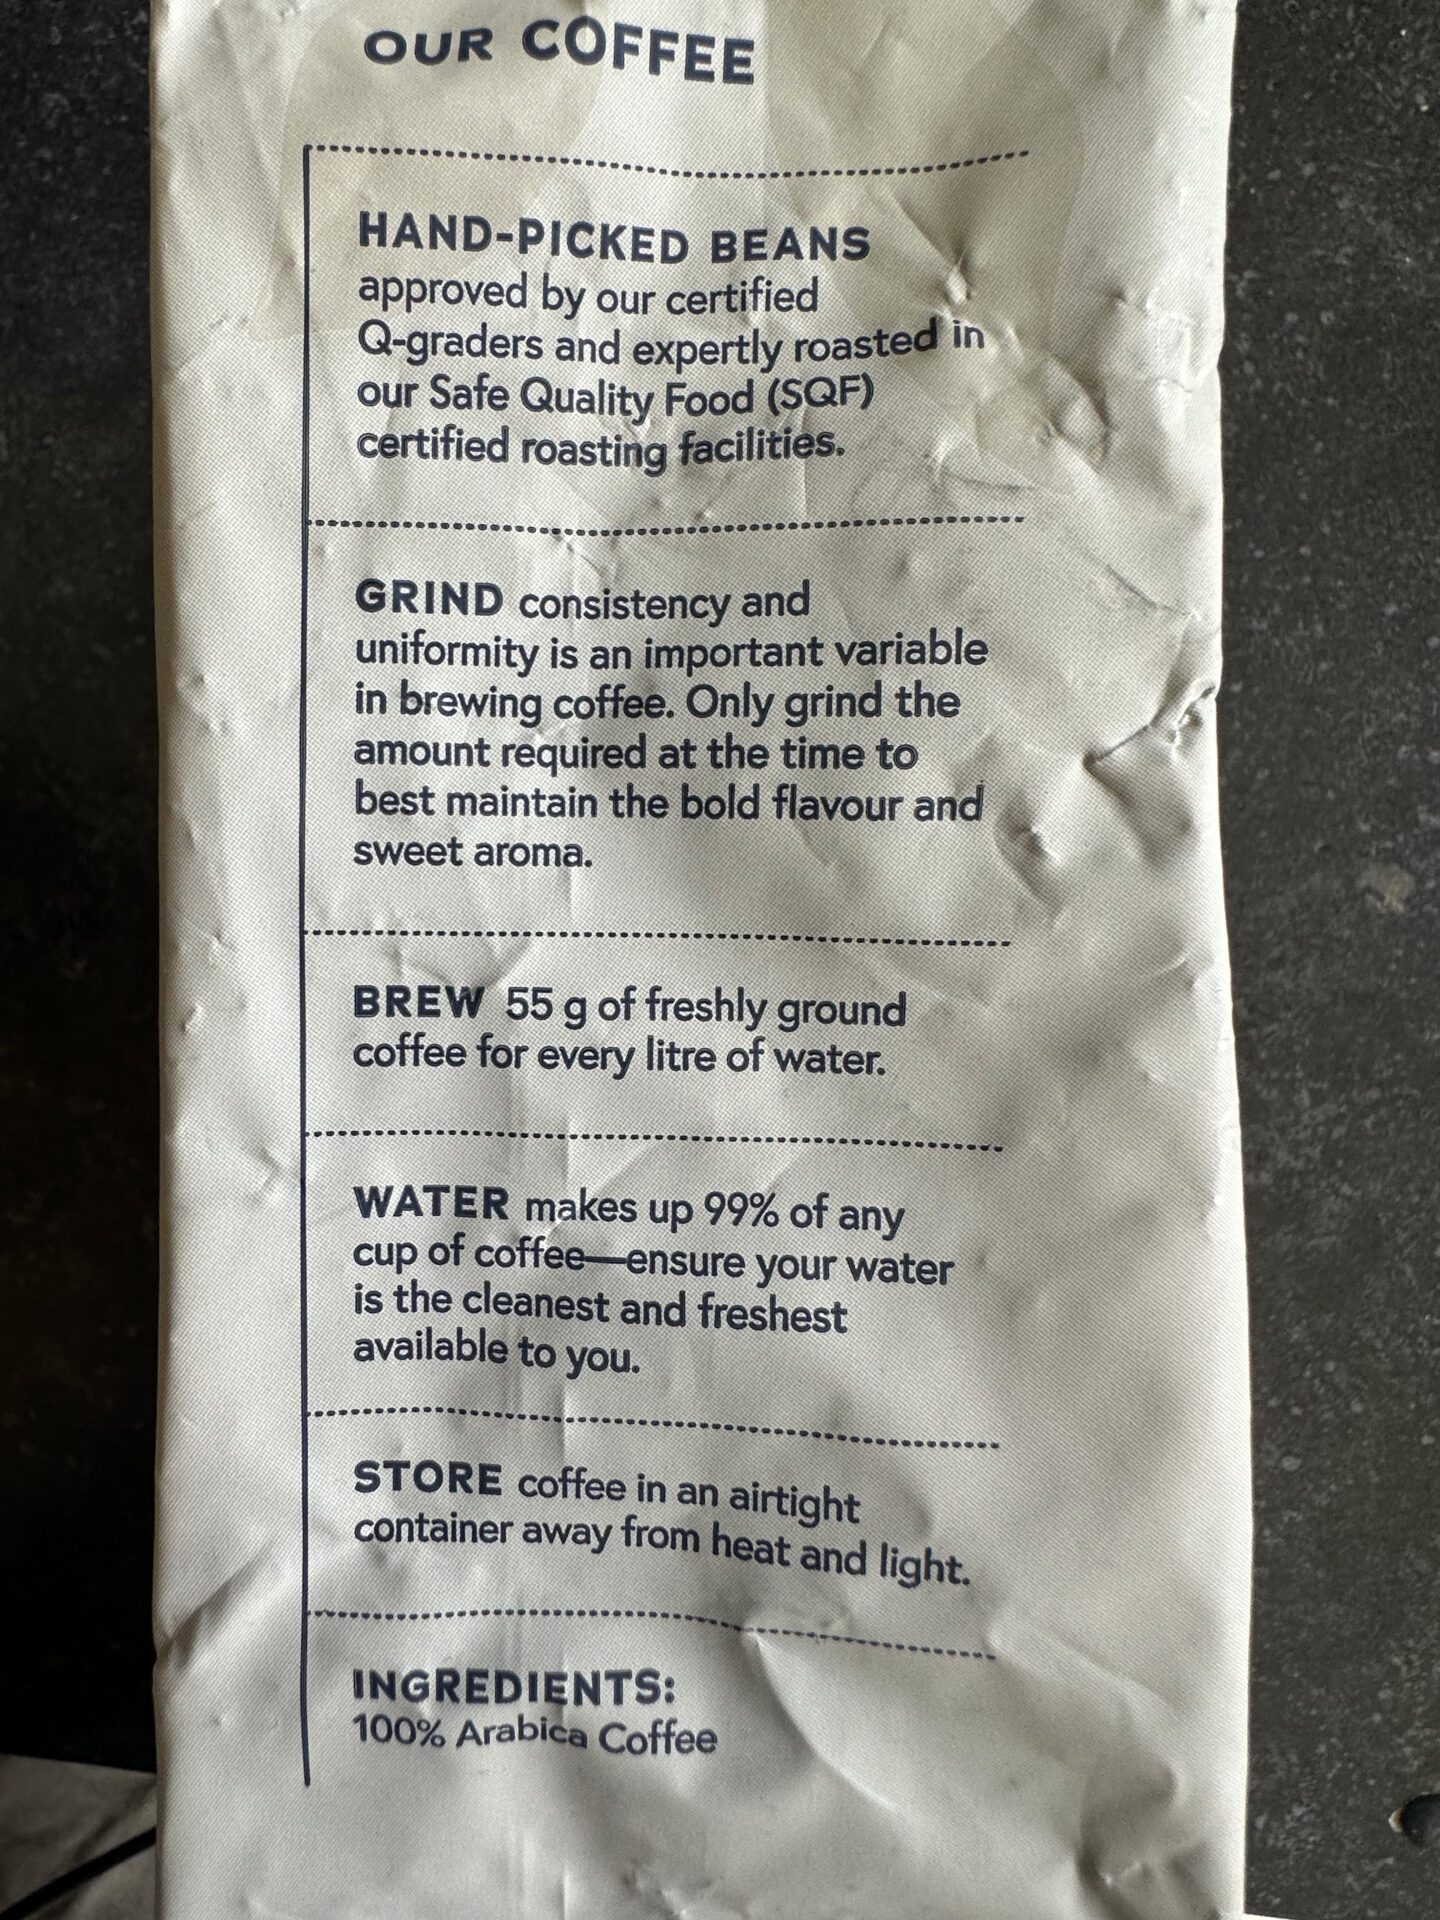 OUR COFFEE
HAND-PICKED BEANS
approved by our certified
Q-graders and expertly roasted in
our Safe Quality Food (SQF)
certified roasting facilities.
GRIND consistency and
uniformity is an important variable
in brewing coffee. Only grind the
amount required at the time to
best maintain the bold flavour and
sweet aroma.
BREW 55 g of freshly ground
coffee for every litre of water.
WATER makes up 99% of any
cup of coffee—ensure your water
is the cleanest and freshest
available to you.
STORE coffee in an airtight
container away from heat and light.
INGREDIENTS:
100% Arabica Coffee